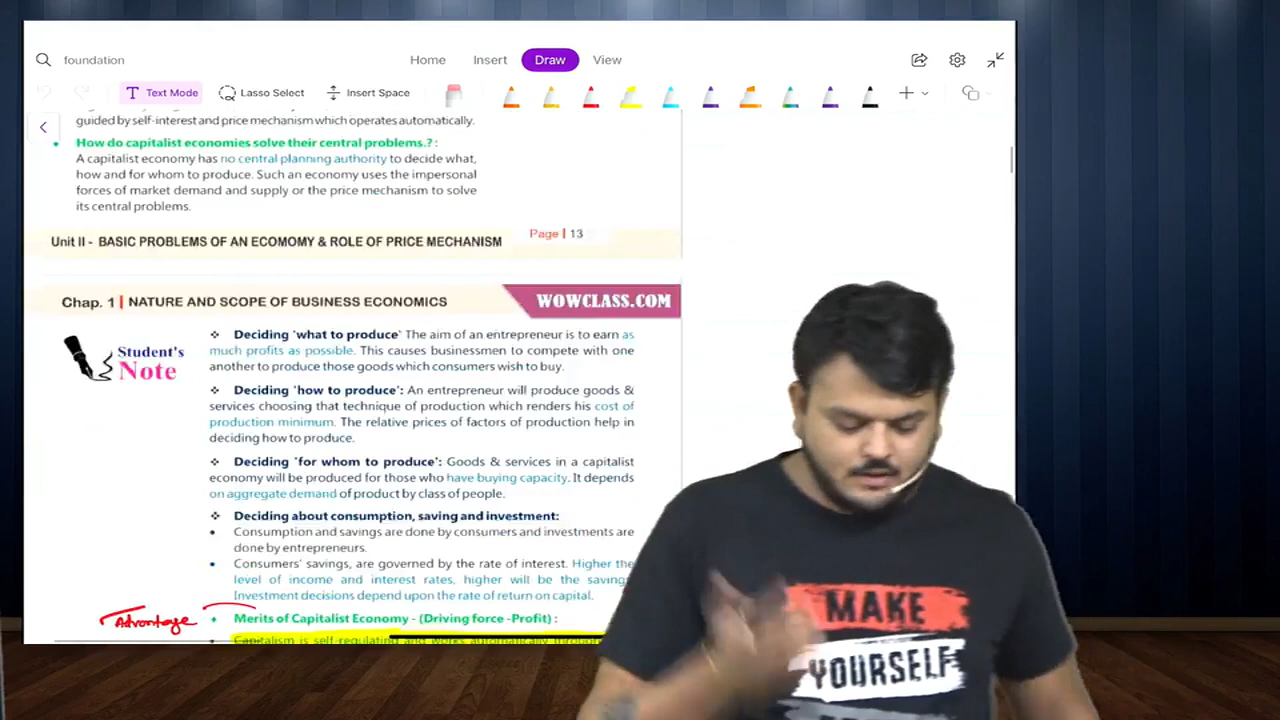 foundation
Home Insert Draw View
Text Mode Lasso Select Insert Space
guided by self-interest and price mechanism which operates automatically.
How do capitalist economies solve their central problems.? :
A capitalist economy has no central planning authority to decide what,
how and for whom to produce. Such an economy uses the impersonal
forces of market demand and supply or the price mechanism to solve
its central problems.
Unit II - BASIC PROBLEMS OF AN ECOMOMY & ROLE OF PRICE MECHANISM
Page | 13
Chap. 1 | NATURE AND SCOPE OF BUSINESS ECONOMICS
WOWCLASS.COM
Student's
Note
Deciding 'what to produce' The aim of an entrepreneur is to earn as
much profits as possible. This causes businessmen to compete with one
another to produce those goods which consumers wish to buy.
Deciding 'how to produce': An entrepreneur will produce goods &
services choosing that technique of production which renders his cost of
production minimum. The relative prices of factors of production help in
deciding how to produce.
Deciding 'for whom to produce': Goods & services in a capitalist
economy will be produced for those who have buying capacity. It depends
on aggregate demand of product by class of people.
Deciding about consumption, saving and investment:
Consumption and savings are done by consumers and investments are
done by entrepreneurs.
Consumers' savings, are governed by the rate of interest. Higher the
level of income and interest rates, higher will be the savings
Investment decisions depend upon the rate of return on capital.
Advantage
Merits of Capitalist Economy - (Driving force -Profit) :
Capitalism is self-regulating and works automatically through
MAKE
YOURSELF